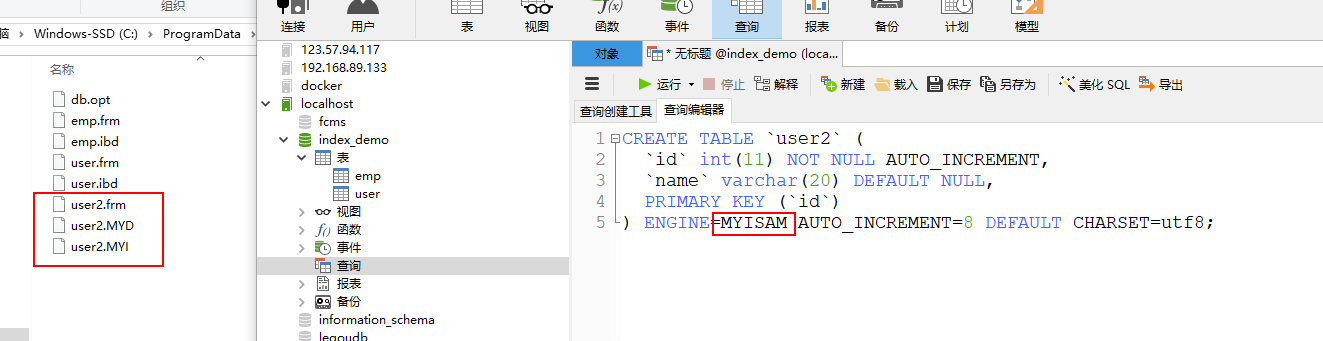 组织
脑 > Windows-SSD (C:) > ProgramData
名称
db.opt
emp.frm
emp.ibd
user.frm
user.ibd
user2.frm
user2.MYD
user2.MYI
连接 用户 表 视图 函数 事件 查询 报表 备份 计划 模型
123.57.94.117
192.168.89.133
docker
localhost
fcms
index_demo
表
emp
user
视图
函数
事件
查询
报表
备份
information_schema
legoudb
对象 * 无标题 @index_demo (loca...
运行 停止 解释 新建 载入 保存 另存为 美化 SQL 导出
查询创建工具 查询编辑器
1 CREATE TABLE `user2` (
2 `id` int(11) NOT NULL AUTO_INCREMENT,
3 `name` varchar(20) DEFAULT NULL,
4 PRIMARY KEY (`id`)
5 ) ENGINE=MYISAM AUTO_INCREMENT=8 DEFAULT CHARSET=utf8;